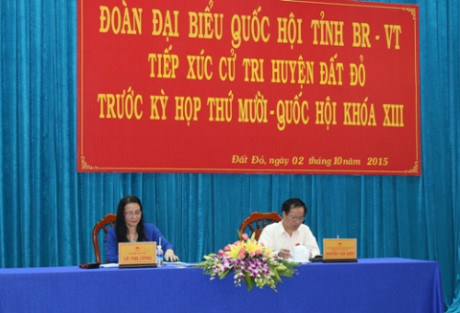 ĐOÀN ĐẠI BIỂU QUỐC HỘI TỈNH BR - VT
TIẾP XÚC CỬ TRI HUYỆN ĐẤT ĐỎ
TRƯỚC KỲ HỌP THỨ MƯỜI - QUỐC HỘI KHÓA XIII
Đất Đỏ, ngày 02 tháng 10 năm 2015